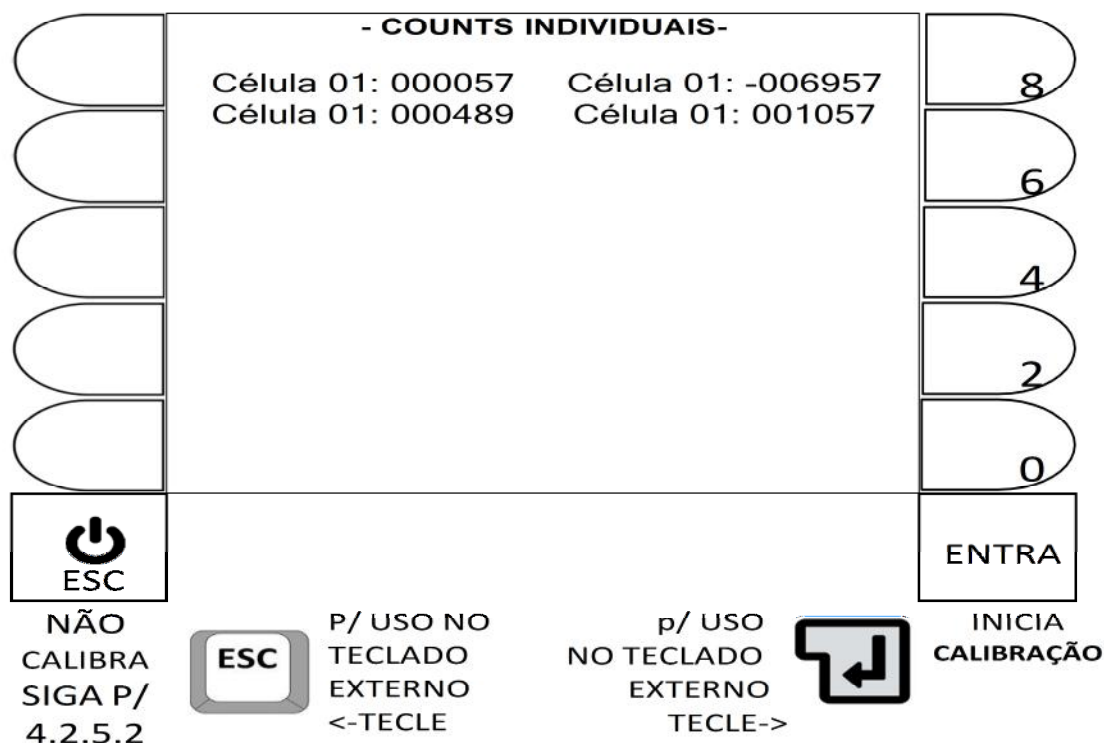 - COUNTS INDIVIDUAIS-
Célula 01: 000057 Célula 01: -006957
Célula 01: 000489 Célula 01: 001057
8
6
4
2
0
ESC
ENTRA
NÃO
CALIBRA
SIGA P/
4.2.5.2
ESC
P/ USO NO
TECLADO
EXTERNO
<-TECLE
p/ USO
NO TECLADO
EXTERNO
TECLE->
INICIA
CALIBRAÇÃO